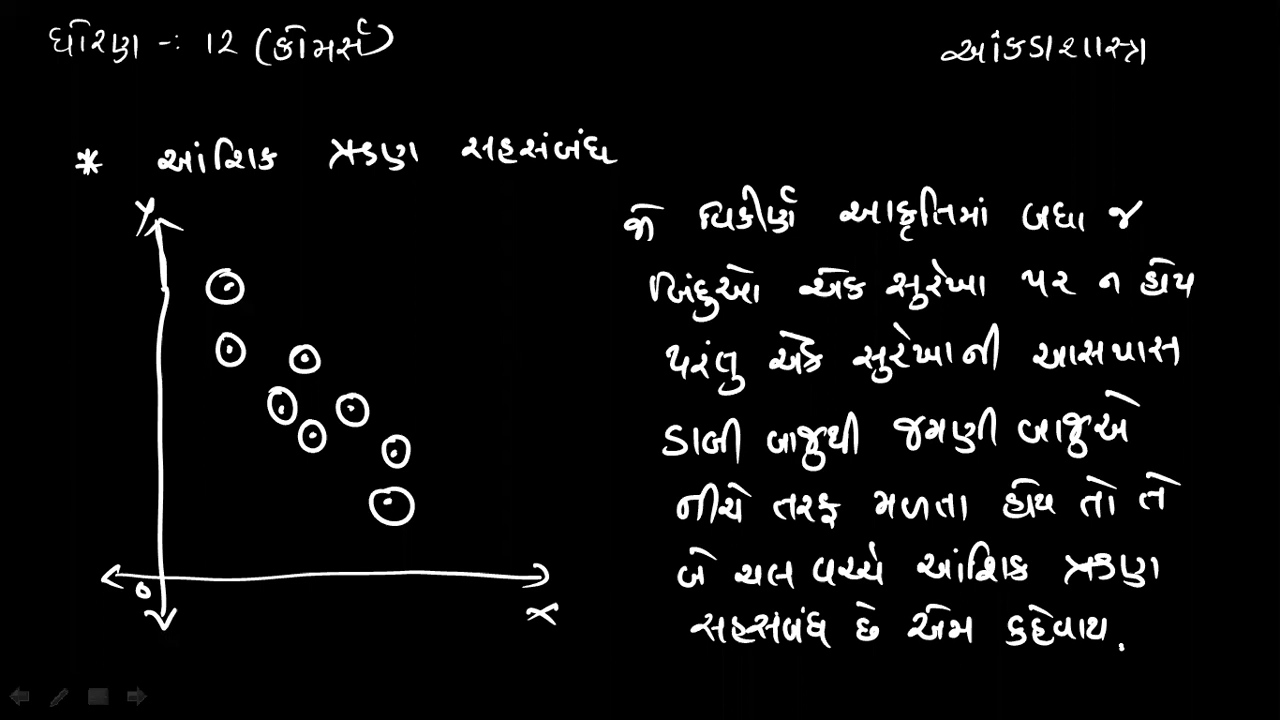 ધોરણ -: 12 (કોમર્સ)
આંકડાશાસ્ત્ર
* આંશિક ઋણ સહસંબંધ
Y
જો વિકીર્ણ આકૃતિમાં બધા જ
બિંદુઓ એક સુરેખા પર ન હોય
પરંતુ એક સુરેખાની આસપાસ
ડાબી બાજુથી જમણી બાજુએ
નીચે તરફ મળતા હોય તો તે
બે ચલ વચ્ચે આંશિક ઋણ
સહસંબંધ છે એમ કહેવાય.
0
X